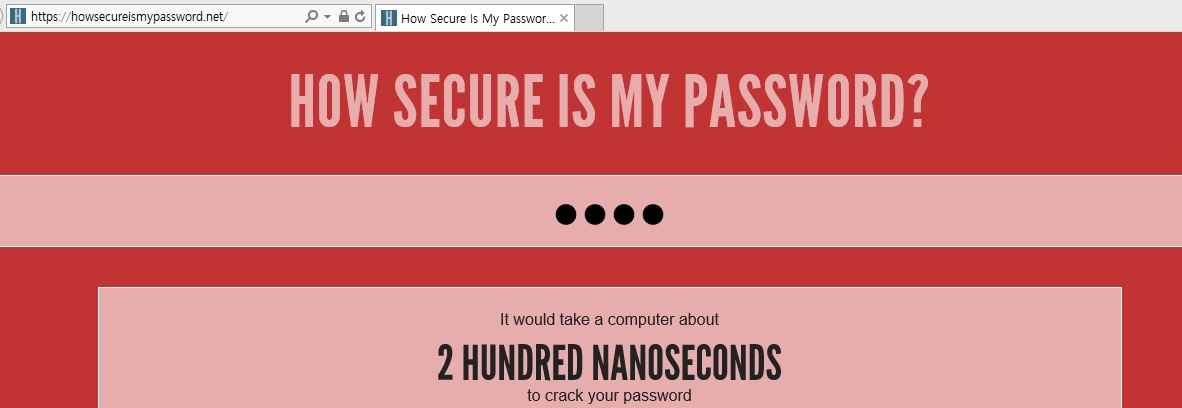 https://howsecureismypassword.net/
How Secure Is My Passwor...
HOW SECURE IS MY PASSWORD?
It would take a computer about
2 HUNDRED NANOSECONDS
to crack your password